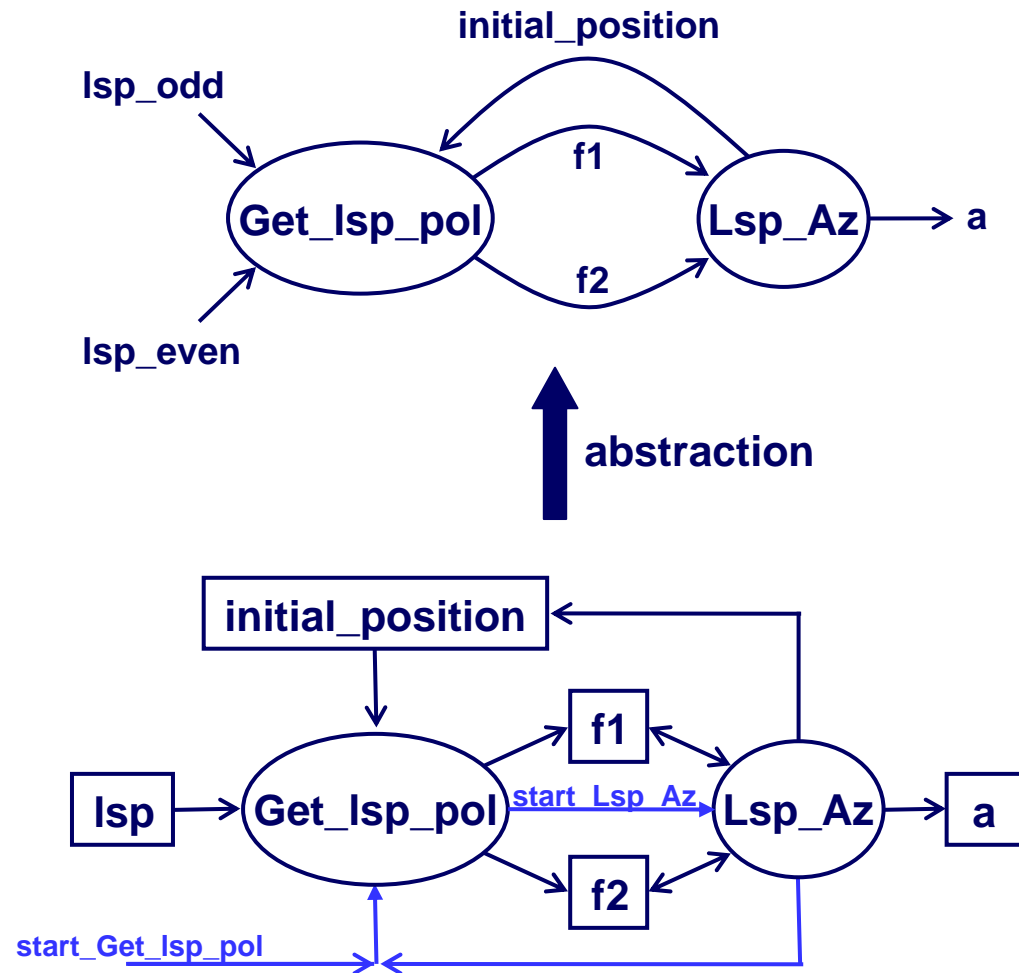 initial_position
lsp_odd
f1
Get_lsp_pol
Lsp_Az
a
f2
lsp_even
abstraction
initial_position
f1
lsp
Get_lsp_pol
start_Lsp_Az
Lsp_Az
a
f2
start_Get_lsp_pol